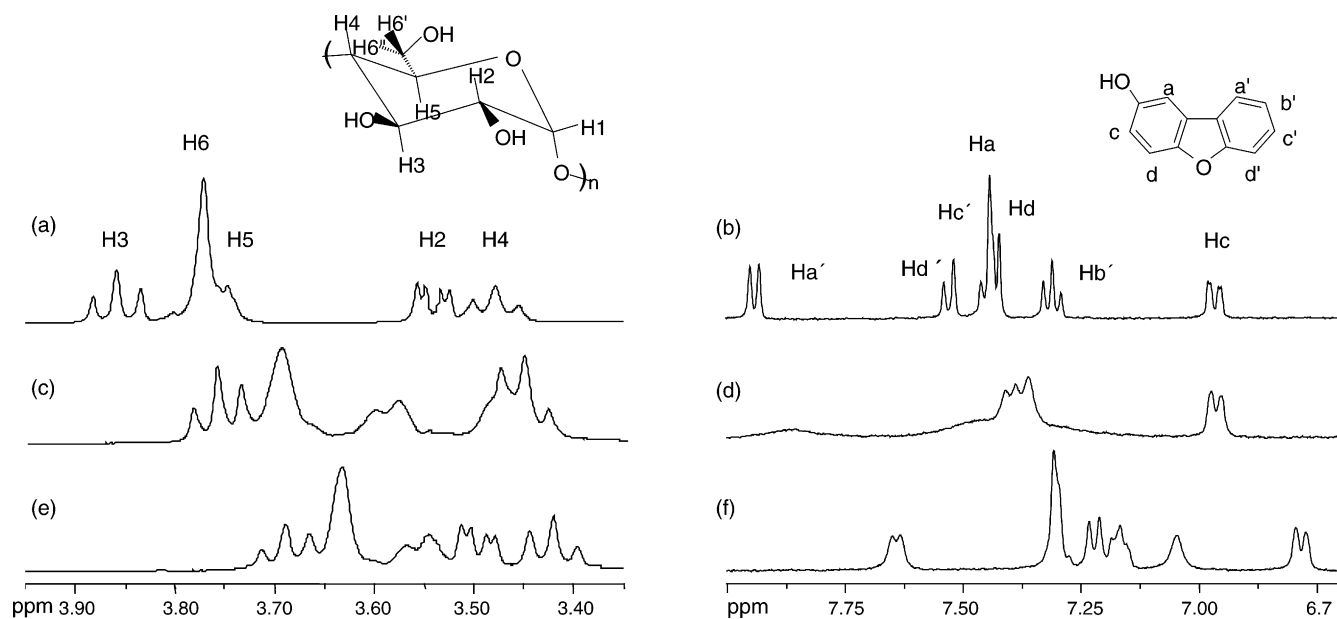 H4
H6'
OH
H6"
O
H2
HO
H5
OH
H1
H3
O
n
H6
(a)
H3
H5
H2
H4
(c)
(e)
ppm 3.90 3.80 3.70 3.60 3.50 3.40
HO
a
a'
b'
c
c'
d
O
d'
Ha
(b)
Hc´
Hd
Hc
Ha´
Hd´
Hb´
(d)
(f)
ppm 7.75 7.50 7.25 7.00 6.7